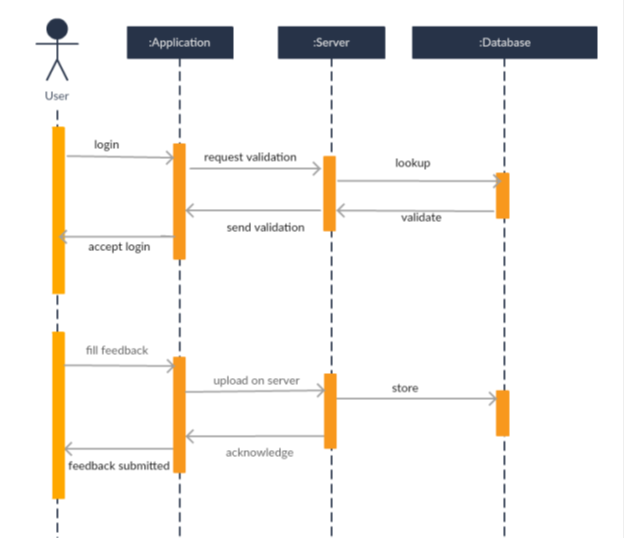 :Application
:Server
:Database
User
login
request validation
lookup
send validation
validate
accept login
fill feedback
upload on server
store
acknowledge
feedback submitted